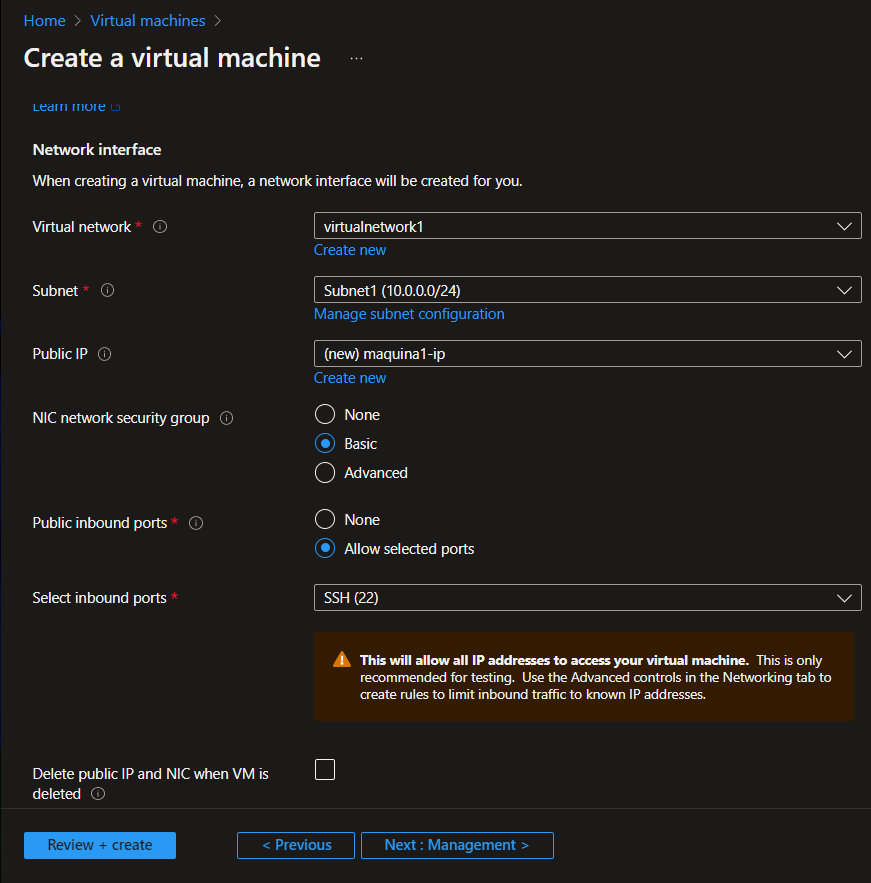 Home > Virtual machines >
Create a virtual machine ...
Learn more
Network interface
When creating a virtual machine, a network interface will be created for you.
Virtual network *
virtualnetwork1
Create new
Subnet *
Subnet1 (10.0.0.0/24)
Manage subnet configuration
Public IP
(new) maquina1-ip
Create new
NIC network security group
None
Basic
Advanced
Public inbound ports *
None
Allow selected ports
Select inbound ports *
SSH (22)
This will allow all IP addresses to access your virtual machine. This is only
recommended for testing. Use the Advanced controls in the Networking tab to
create rules to limit inbound traffic to known IP addresses.
Delete public IP and NIC when VM is
deleted
Review + create
< Previous
Next : Management >